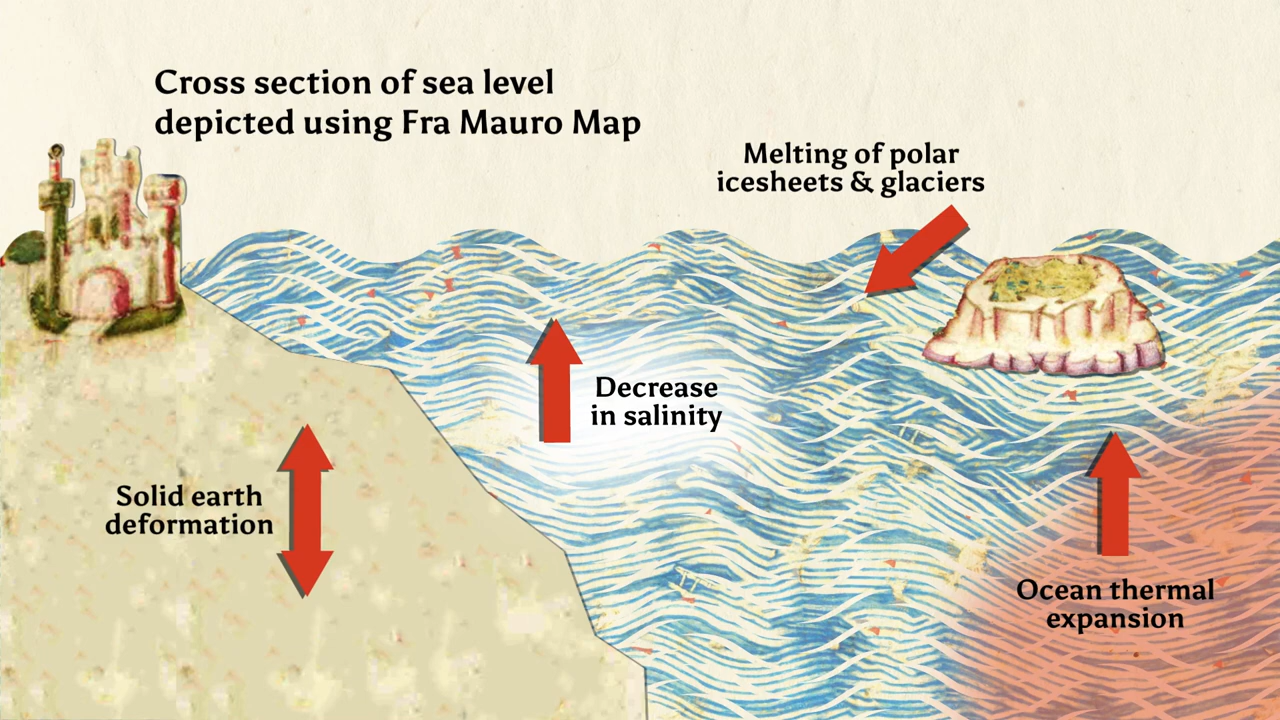 Cross section of sea level
depicted using Fra Mauro Map
Melting of polar
icesheets & glaciers
Decrease
in salinity
Solid earth
deformation
Ocean thermal
expansion